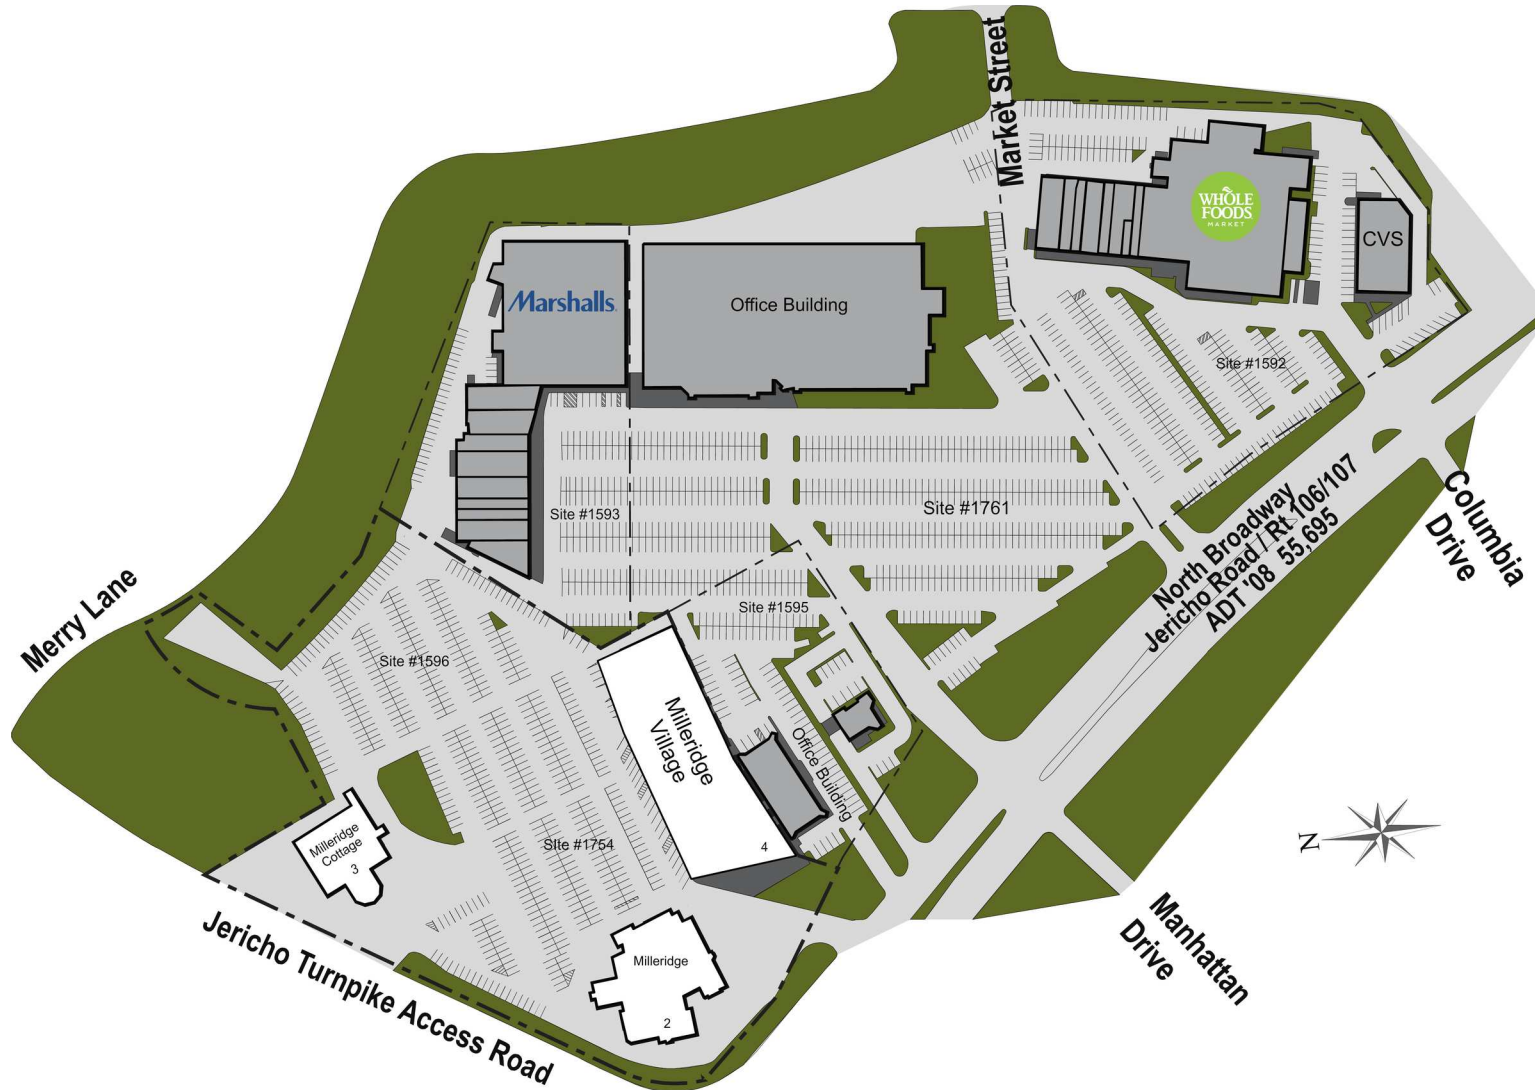 Market Street
WHOLE
FOODS
MARKET
CVS
Marshalls.
Office Building
Site #1592
Site #1593
Site #1761
North Broadway
Jericho Road / Rt 106/107
ADT '08 55,695
Columbia
Drive
Merry Lane
Site #1595
Site #1596
Milleridge
Village
4
Office Building
Milleridge
Cottage
3
SIte #1754
N
Milleridge
2
Manhattan
Drive
Jericho Turnpike Access Road